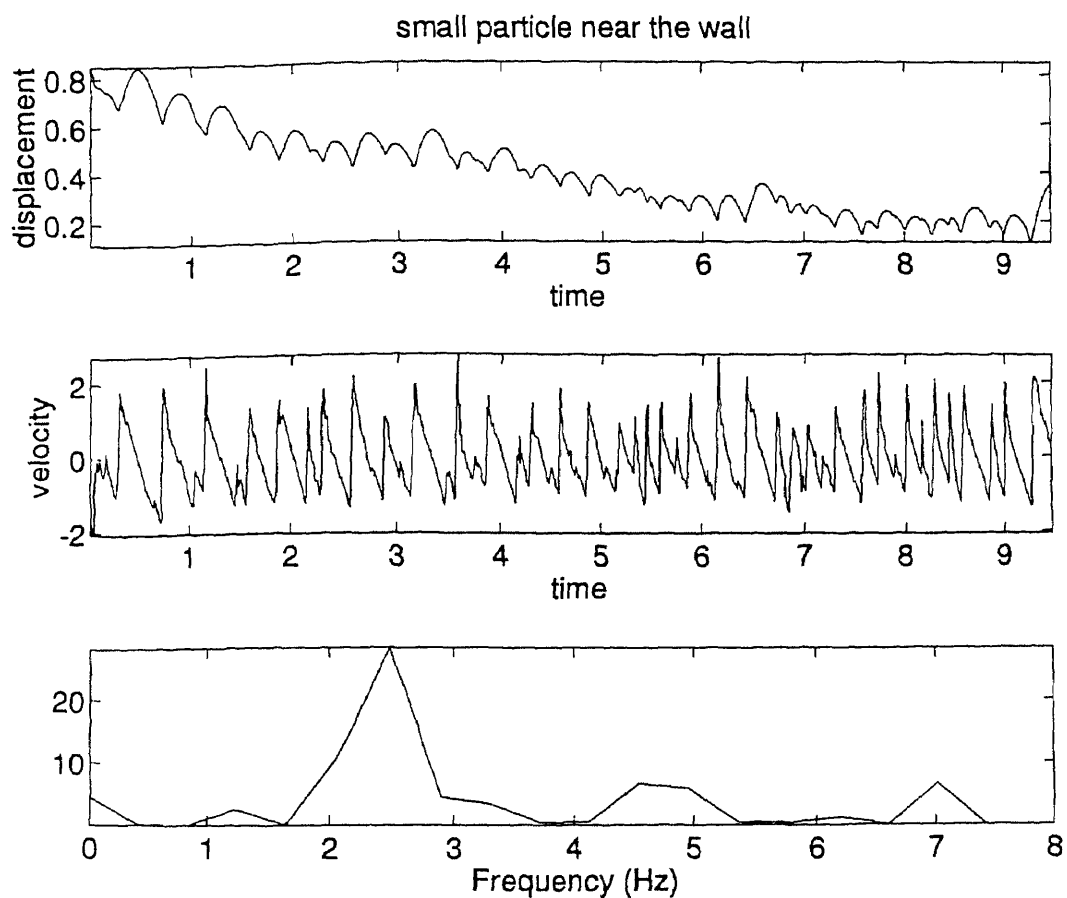 small particle near the wall
displacement
0.8
0.6
0.4
0.2
1 2 3 4 5 6 7 8 9
time
velocity
2
0
-2
1 2 3 4 5 6 7 8 9
time
20
10
0 1 2 3 4 5 6 7 8
Frequency (Hz)